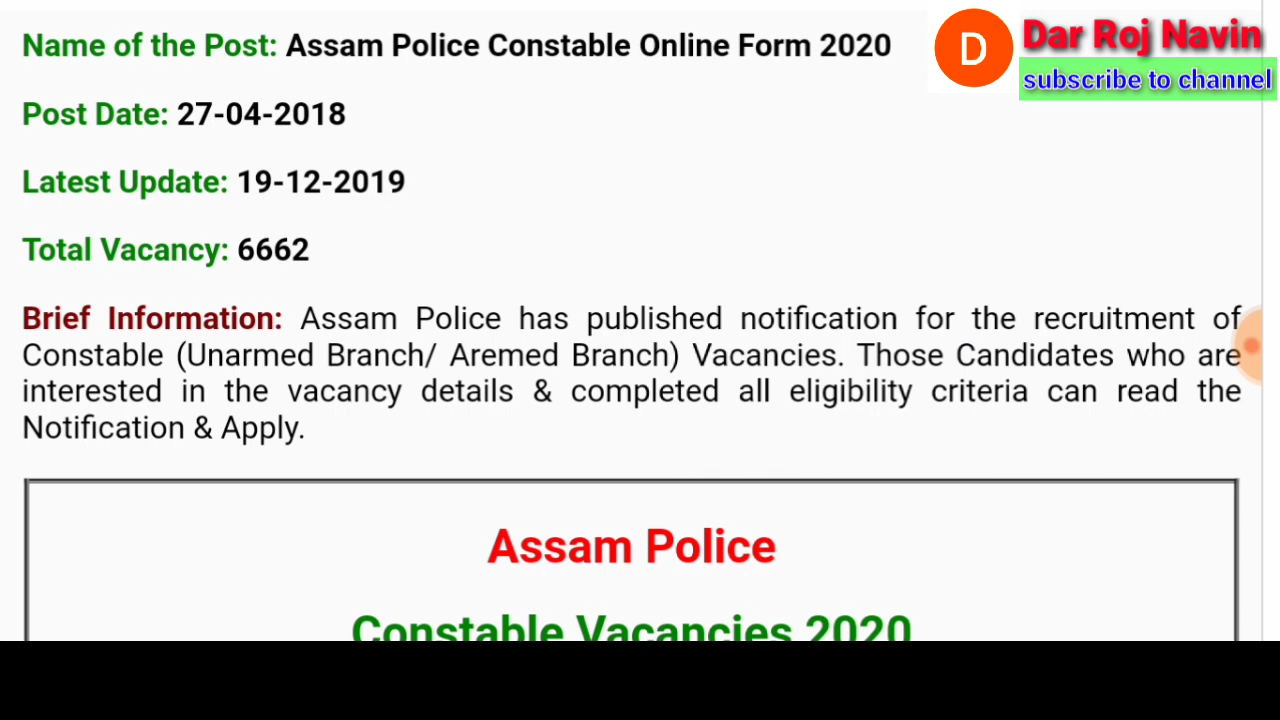 Name of the Post: Assam Police Constable Online Form 2020
D
Dar Roj Navin
subscribe to channel
Post Date: 27-04-2018
Latest Update: 19-12-2019
Total Vacancy: 6662
Brief Information: Assam Police has published notification for the recruitment of
Constable (Unarmed Branch/ Aremed Branch) Vacancies. Those Candidates who are
interested in the vacancy details & completed all eligibility criteria can read the
Notification & Apply.
Assam Police
Constable Vacancies 2020